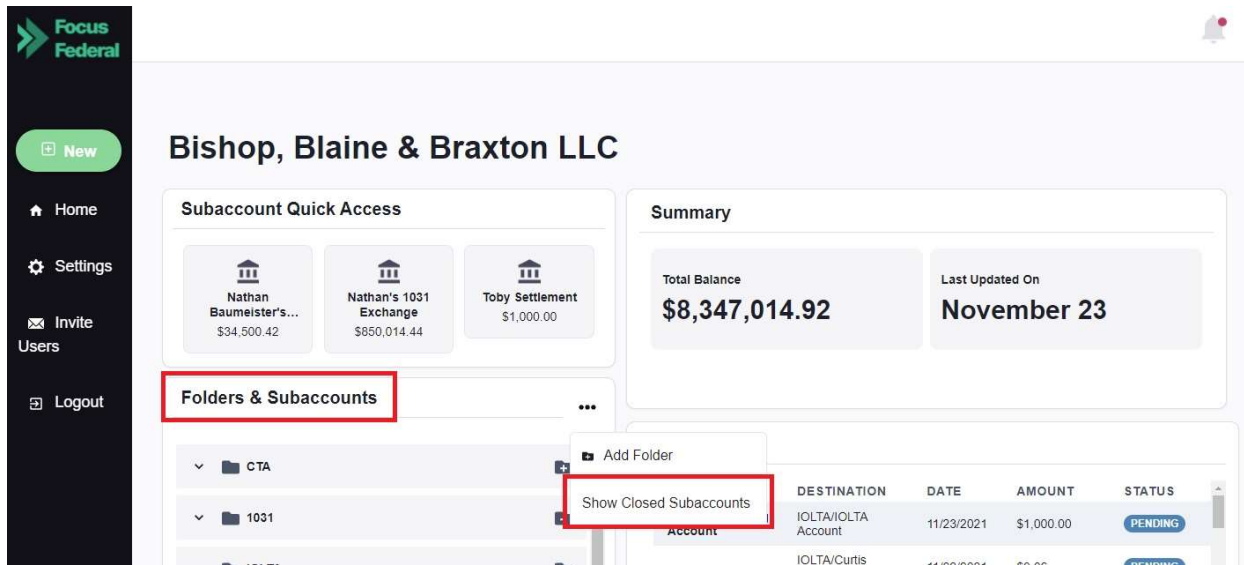 Focus
Federal
New
Home
Settings
Invite
Users
Logout
Bishop, Blaine & Braxton LLC
Subaccount Quick Access
Nathan
Baumeister's...
$34,500.42
Nathan's 1031
Exchange
$850,014.44
Toby Settlement
$1,000.00
Summary
Total Balance
$8,347,014.92
Last Updated On
November 23
Folders & Subaccounts
Add Folder
Show Closed Subaccounts
CTA
1031
DESTINATION DATE AMOUNT STATUS
Account
IOLTA/IOLTA
Account
11/23/2021 $1,000.00 PENDING
IOLTA/Curtis
PENDING